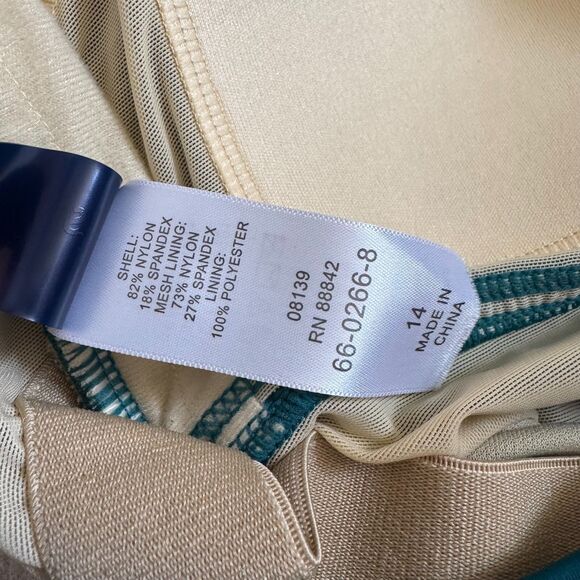 SHELL:
82% NYLON
18% SPANDEX
MESH LINING:
73% NYLON
27% SPANDEX
LINING:
100% POLYESTER
08139
RN 88842
66-0266-8
14
MADE IN
CHINA